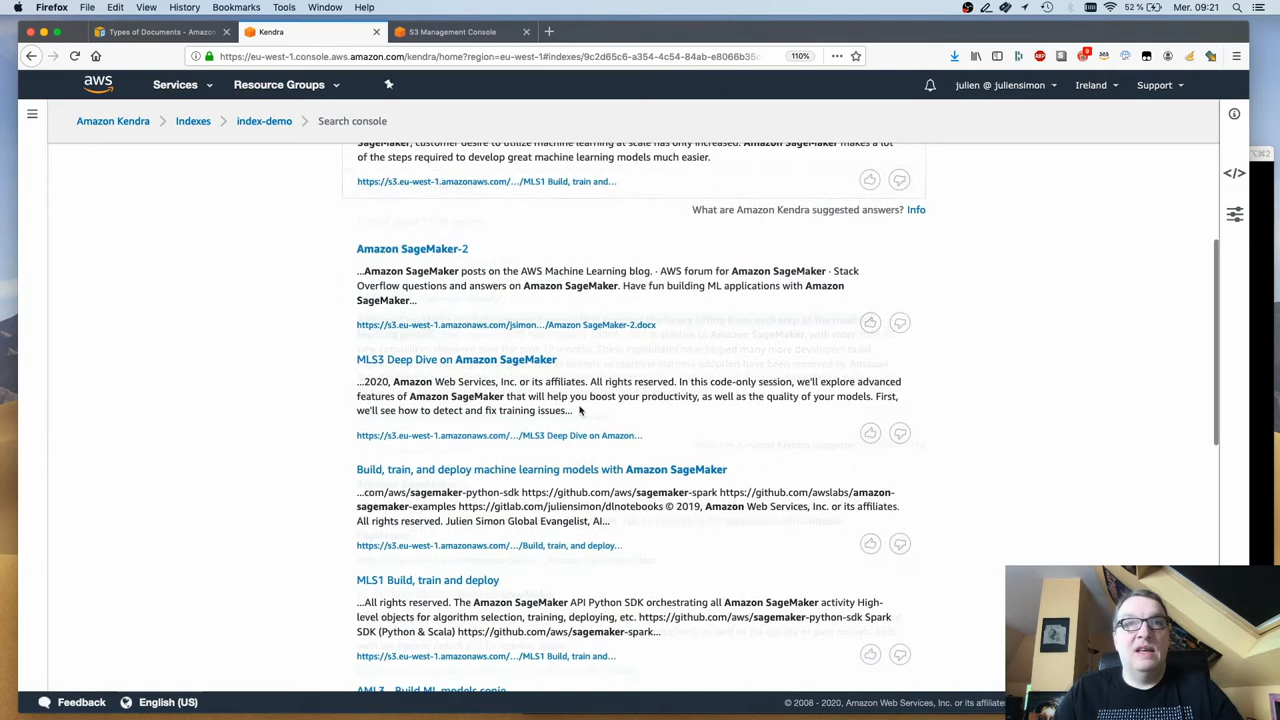 Firefox File Edit View History Bookmarks Tools Window Help 52 % Mer. 09:21
Types of Documents - Amazon
Kendra
S3 Management Console
https://eu-west-1.console.aws.amazon.com/kendra/home?region=eu-west-1#indexes/9c2d65c6-a354-4c54-84ab-e8066b35c 110%
aws Services Resource Groups julien @ juliensimon Ireland Support
Amazon Kendra Indexes index-demo Search console
SageMaker, customer desire to utilize machine learning at scale has only increased. Amazon SageMaker makes a lot
of the steps required to develop great machine learning models much easier.
https://s3.eu-west-1.amazonaws.com/.../MLS1 Build, train and...
What are Amazon Kendra suggested answers? Info
Amazon SageMaker-2
...Amazon SageMaker posts on the AWS Machine Learning blog. · AWS forum for Amazon SageMaker · Stack
Overflow questions and answers on Amazon SageMaker. Have fun building ML applications with Amazon
SageMaker...
https://s3.eu-west-1.amazonaws.com/jsimon.../Amazon SageMaker-2.docx
MLS3 Deep Dive on Amazon SageMaker
...2020, Amazon Web Services, Inc. or its affiliates. All rights reserved. In this code-only session, we'll explore advanced
features of Amazon SageMaker that will help you boost your productivity, as well as the quality of your models. First,
we'll see how to detect and fix training issues...
https://s3.eu-west-1.amazonaws.com/.../MLS3 Deep Dive on Amazon...
Build, train, and deploy machine learning models with Amazon SageMaker
...com/aws/sagemaker-python-sdk https://github.com/aws/sagemaker-spark https://github.com/awslabs/amazon-
sagemaker-examples https://gitlab.com/juliensimon/dlnotebooks © 2019, Amazon Web Services, Inc. or its affiliates.
All rights reserved. Julien Simon Global Evangelist, AI...
https://s3.eu-west-1.amazonaws.com/.../Build, train, and deploy...
MLS1 Build, train and deploy
...All rights reserved. The Amazon SageMaker API Python SDK orchestrating all Amazon SageMaker activity High-
level objects for algorithm selection, training, deploying, etc. https://github.com/aws/sagemaker-python-sdk Spark
SDK (Python & Scala) https://github.com/aws/sagemaker-spark...
https://s3.eu-west-1.amazonaws.com/.../MLS1 Build, train and...
Feedback English (US) © 2008 - 2020, Amazon Web Services, Inc. or its affiliates